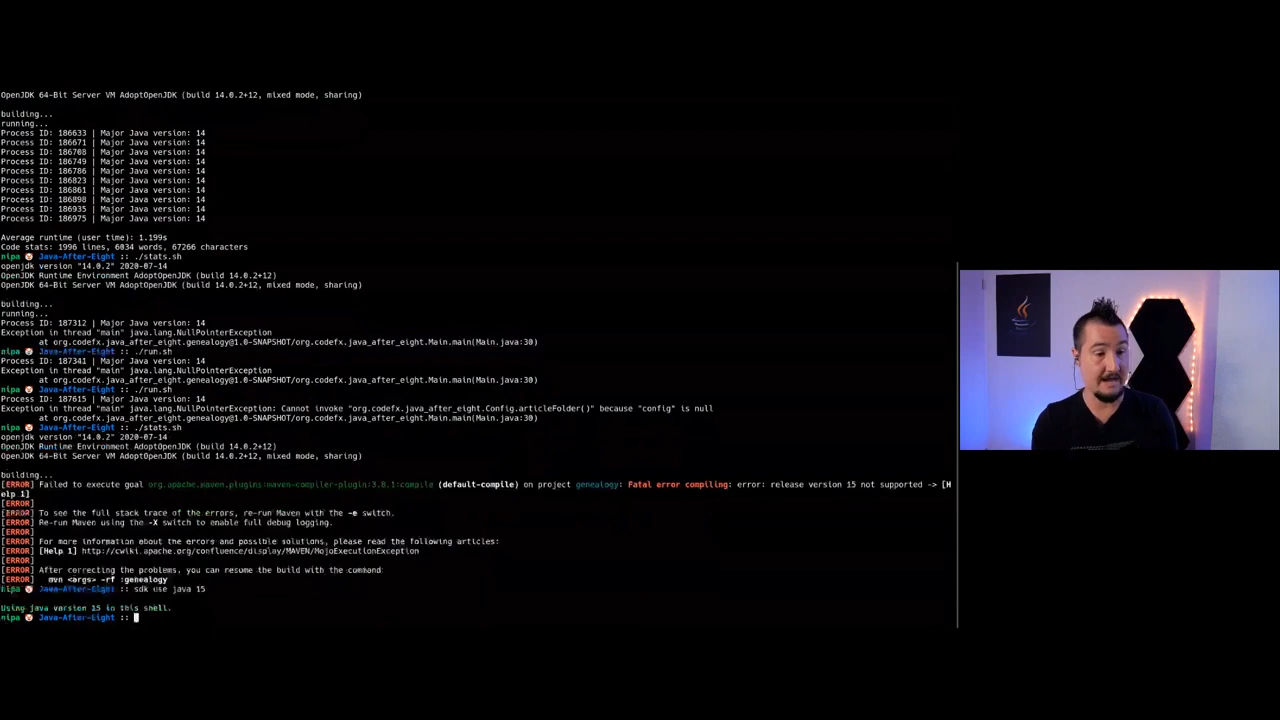 OpenJDK 64-Bit Server VM AdoptOpenJDK (build 14.0.2+12, mixed mode, sharing)
building...
running...
Process ID: 186633 | Major Java version: 14
Process ID: 186671 | Major Java version: 14
Process ID: 186708 | Major Java version: 14
Process ID: 186749 | Major Java version: 14
Process ID: 186786 | Major Java version: 14
Process ID: 186823 | Major Java version: 14
Process ID: 186861 | Major Java version: 14
Process ID: 186898 | Major Java version: 14
Process ID: 186935 | Major Java version: 14
Process ID: 186975 | Major Java version: 14
Average runtime (user time): 1.199s
Code stats: 1996 lines, 6034 words, 67266 characters
nipa 🤡 Java-After-Eight :: ./stats.sh
openjdk version "14.0.2" 2020-07-14
OpenJDK Runtime Environment AdoptOpenJDK (build 14.0.2+12)
OpenJDK 64-Bit Server VM AdoptOpenJDK (build 14.0.2+12, mixed mode, sharing)
building...
running...
Process ID: 187312 | Major Java version: 14
Exception in thread "main" java.lang.NullPointerException
at org.codefx.java_after_eight.genealogy@1.0-SNAPSHOT/org.codefx.java_after_eight.Main.main(Main.java:30)
nipa 🤡 Java-After-Eight :: ./run.sh
Process ID: 187341 | Major Java version: 14
Exception in thread "main" java.lang.NullPointerException
at org.codefx.java_after_eight.genealogy@1.0-SNAPSHOT/org.codefx.java_after_eight.Main.main(Main.java:30)
nipa 🤡 Java-After-Eight :: ./run.sh
Process ID: 187615 | Major Java version: 14
Exception in thread "main" java.lang.NullPointerException: Cannot invoke "org.codefx.java_after_eight.Config.articleFolder()" because "config" is null
at org.codefx.java_after_eight.genealogy@1.0-SNAPSHOT/org.codefx.java_after_eight.Main.main(Main.java:30)
nipa 🤡 Java-After-Eight :: ./stats.sh
openjdk version "14.0.2" 2020-07-14
OpenJDK Runtime Environment AdoptOpenJDK (build 14.0.2+12)
OpenJDK 64-Bit Server VM AdoptOpenJDK (build 14.0.2+12, mixed mode, sharing)
building...
[ERROR] Failed to execute goal org.apache.maven.plugins:maven-compiler-plugin:3.8.1:compile (default-compile) on project genealogy: Fatal error compiling: error: release version 15 not supported -> [H
elp 1]
[ERROR]
[ERROR] To see the full stack trace of the errors, re-run Maven with the -e switch.
[ERROR] Re-run Maven using the -X switch to enable full debug logging.
[ERROR]
[ERROR] For more information about the errors and possible solutions, please read the following articles:
[ERROR] [Help 1] http://cwiki.apache.org/confluence/display/MAVEN/MojoExecutionException
[ERROR]
[ERROR] After correcting the problems, you can resume the build with the command:
[ERROR] mvn <args> -rf :genealogy
nipa 🤡 Java-After-Eight :: sdk use java 15
Using java version 15 in this shell.
nipa 🤡 Java-After-Eight ::